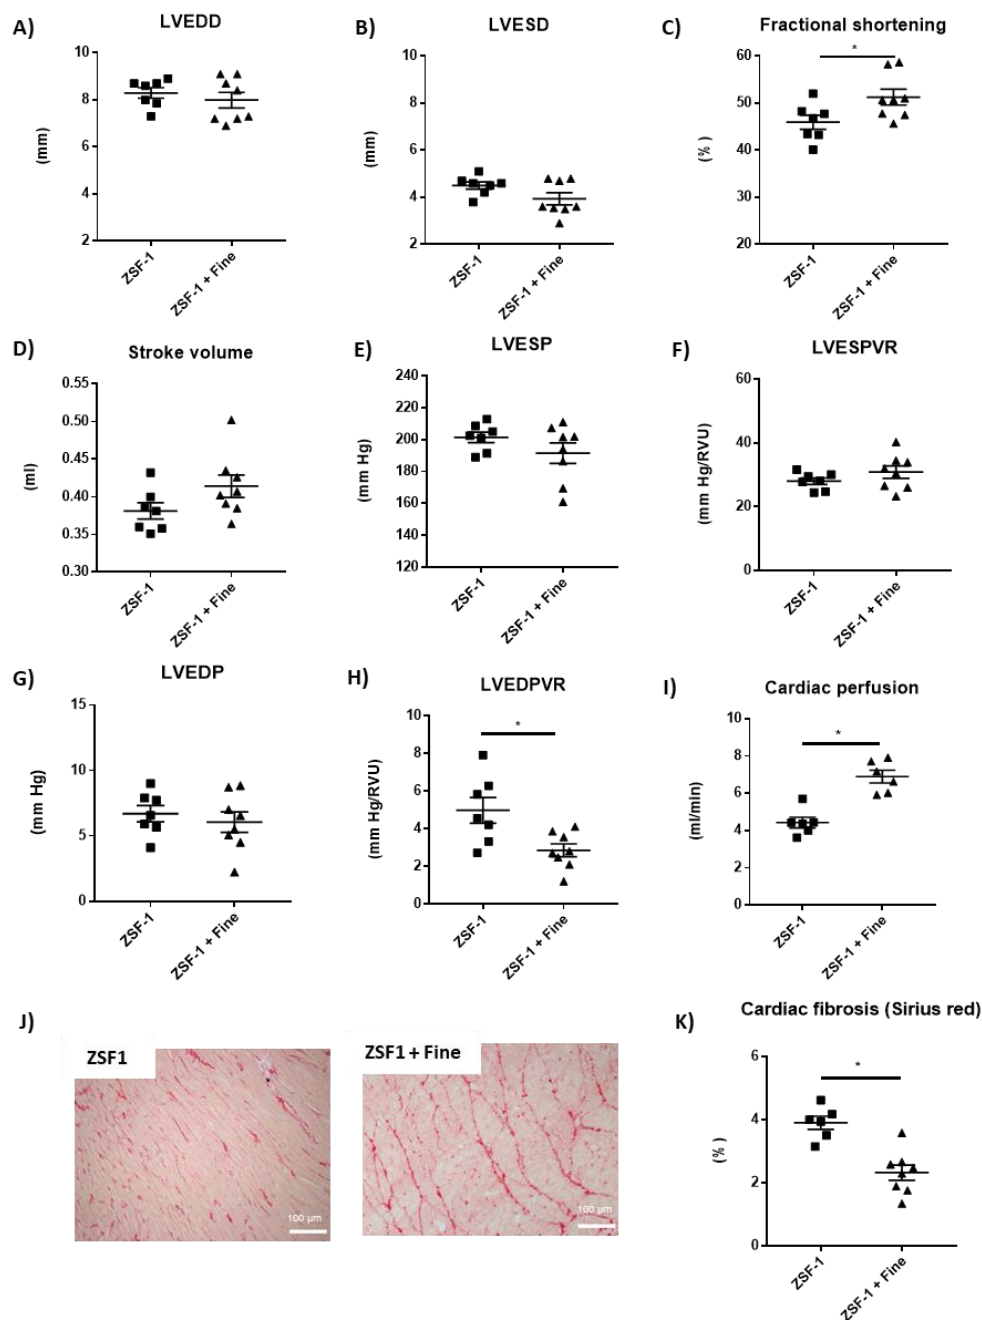 A)
LVEDD
10
8
6
4
2
(mm)
ZSF-1
ZSF-1 + Fine
B)
LVESD
10
8
6
4
2
(mm)
ZSF-1
ZSF-1 + Fine
C)
Fractional shortening
*
60
50
40
30
20
(% )
ZSF-1
ZSF-1 + Fine
D)
Stroke volume
0.55
0.50
0.45
0.40
0.35
0.30
(ml)
ZSF-1
ZSF-1 + Fine
E)
LVESP
240
220
200
180
160
140
120
(mm Hg)
ZSF-1
ZSF-1 + Fine
F)
LVESPVR
60
40
20
0
(mm Hg/RVU)
ZSF-1
ZSF-1 + Fine
G)
LVEDP
15
10
5
0
(mm Hg)
ZSF-1
ZSF-1 + Fine
H)
LVEDPVR
*
10
8
6
4
2
0
(mm Hg/RVU)
ZSF-1
ZSF-1 + Fine
I)
Cardiac perfusion
*
10
8
6
4
2
0
(ml/min)
ZSF-1
ZSF-1 + Fine
J)
ZSF1
100 μm
ZSF1 + Fine
100 μm
K)
Cardiac fibrosis (Sirius red)
*
6
4
2
0
(% )
ZSF-1
ZSF-1 + Fine